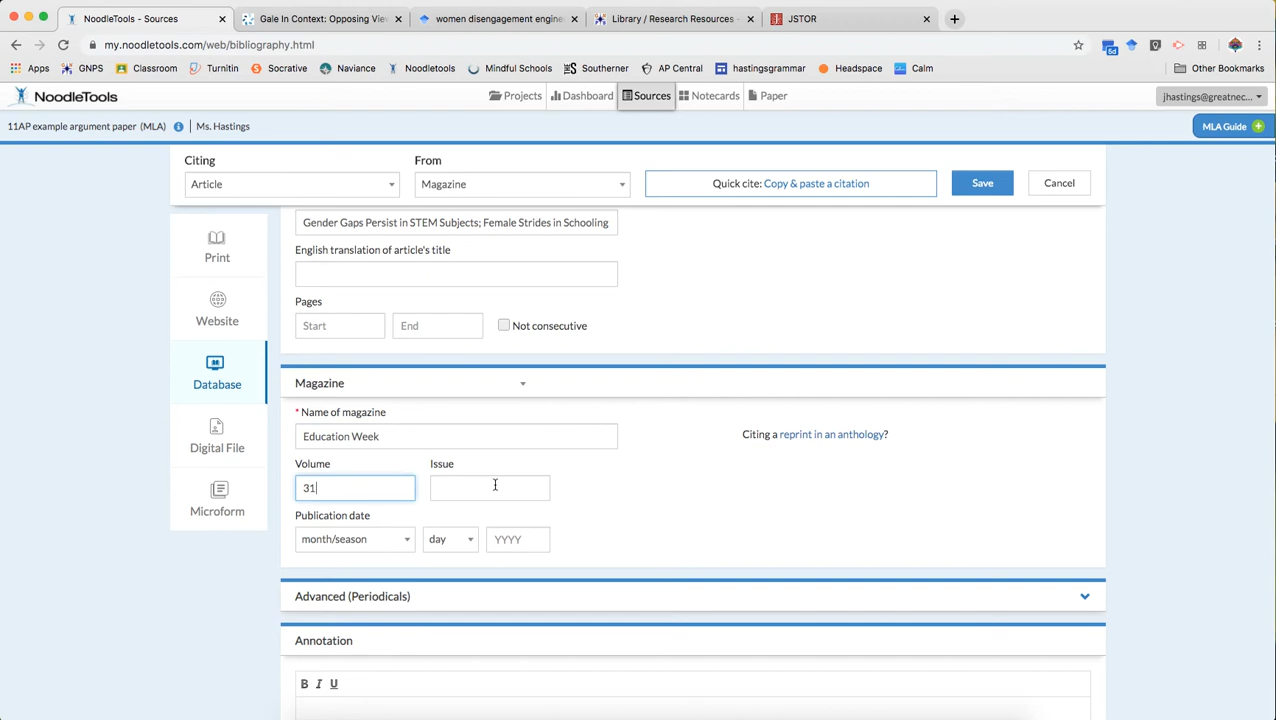 NoodleTools - Sources
Gale In Context: Opposing Vie
women disengagement engine
Library / Research Resources -
JSTOR
my.noodletools.com/web/bibliography.html
6d
Apps GNPS Classroom Turnitin Socrative Naviance Noodletools Mindful Schools Southerner AP Central hastingsgrammar Headspace Calm Other Bookmarks
NoodleTools Projects Dashboard Sources Notecards Paper jhastings@greatnec...
11AP example argument paper (MLA) Ms. Hastings MLA Guide
Citing From
Article Magazine Quick cite: Copy & paste a citation Save Cancel
Print
Website
Database
Digital File
Microform
Gender Gaps Persist in STEM Subjects; Female Strides in Schooling
English translation of article's title
Pages
Start End Not consecutive
Magazine
* Name of magazine
Education Week
Citing a reprint in an anthology?
Volume Issue
31
Publication date
month/season day YYYY
Advanced (Periodicals)
Annotation
B I U